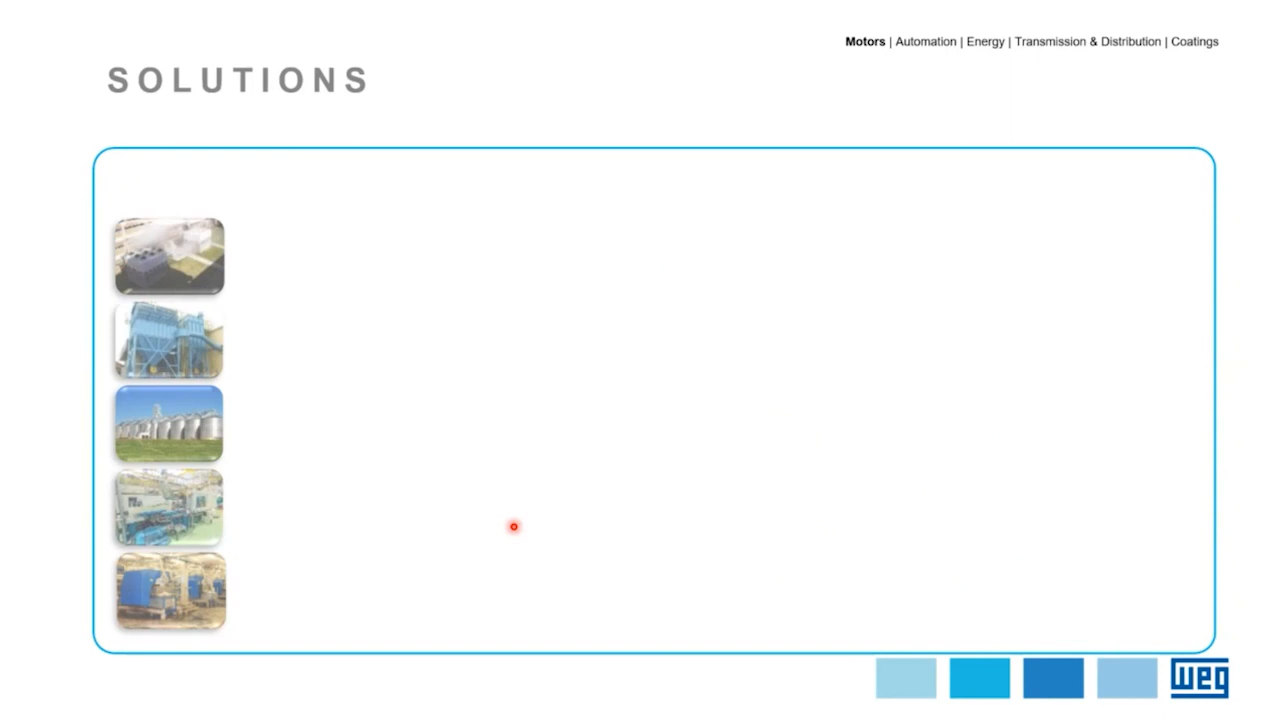 Motors | Automation | Energy | Transmission & Distribution | Coatings
SOLUTIONS
weg